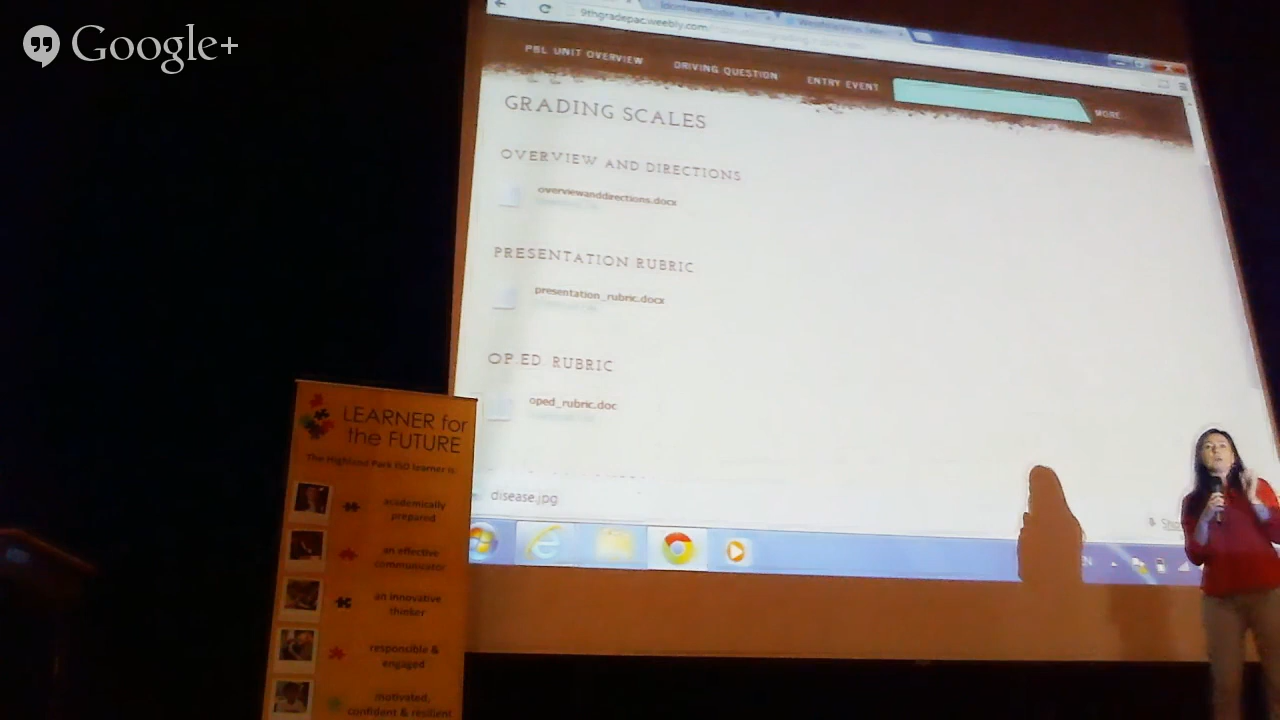 Google+
9thgradepac.weebly.com
PBL UNIT OVERVIEW
DRIVING QUESTION
ENTRY EVENT
MORE...
GRADING SCALES
OVERVIEW AND DIRECTIONS
overviewanddirections.docx
PRESENTATION RUBRIC
presentation_rubric.docx
OP.ED. RUBRIC
oped_rubric.doc
disease.jpg
EN
LEARNER for
the FUTURE
The Highland Park ISD learner is:
academically
prepared
an effective
communicator
an innovative
thinker
responsible &
engaged
motivated,
confident & resilient